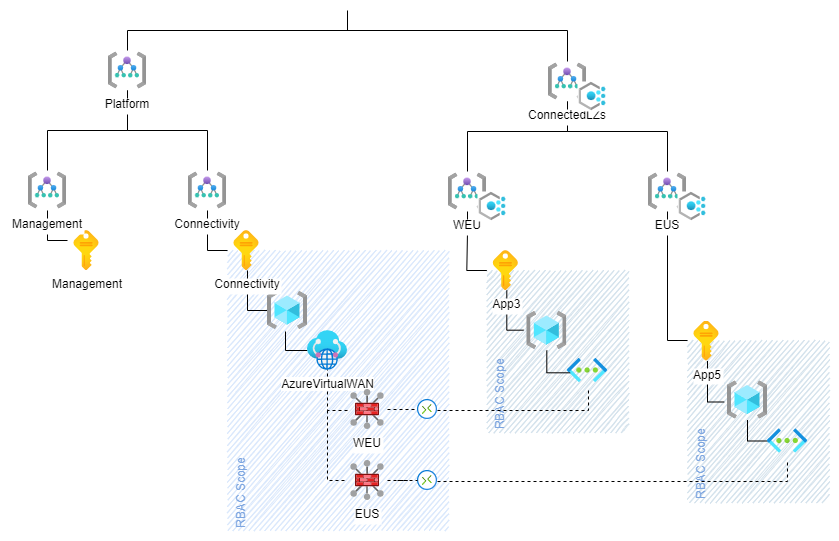 Platform
ConnectedLZs
Management
Connectivity
WEU
EUS
Management
Connectivity
App3
App5
AzureVirtualWAN
WEU
EUS
RBAC Scope
RBAC Scope
RBAC Scope